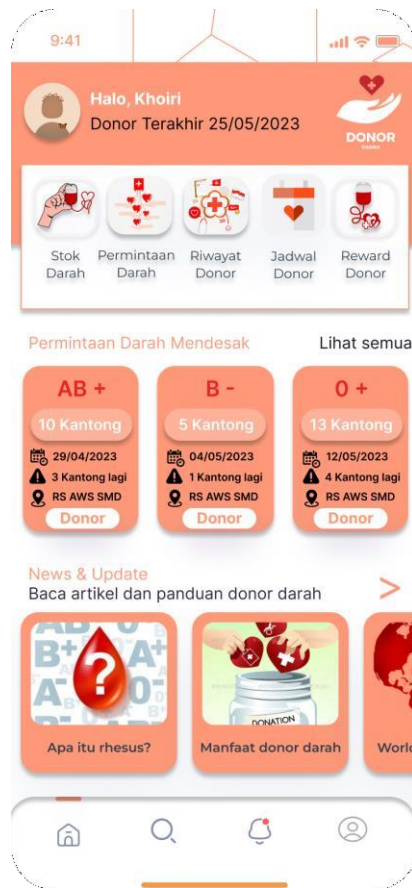 9:41
Halo, Khoiri
Donor Terakhir 25/05/2023
DONOR
Stok Darah
Permintaan Darah
Riwayat Donor
Jadwal Donor
Reward Donor
Permintaan Darah Mendesak
Lihat semua
AB +
10 Kantong
29/04/2023
3 Kantong lagi
RS AWS SMD
Donor
B -
5 Kantong
04/05/2023
1 Kantong lagi
RS AWS SMD
Donor
0 +
13 Kantong
12/05/2023
4 Kantong lagi
RS AWS SMD
Donor
News & Update
Baca artikel dan panduan donor darah
>
AB
B+
A+
A-
0-
?
Apa itu rhesus?
DONATION
Manfaat donor darah
World